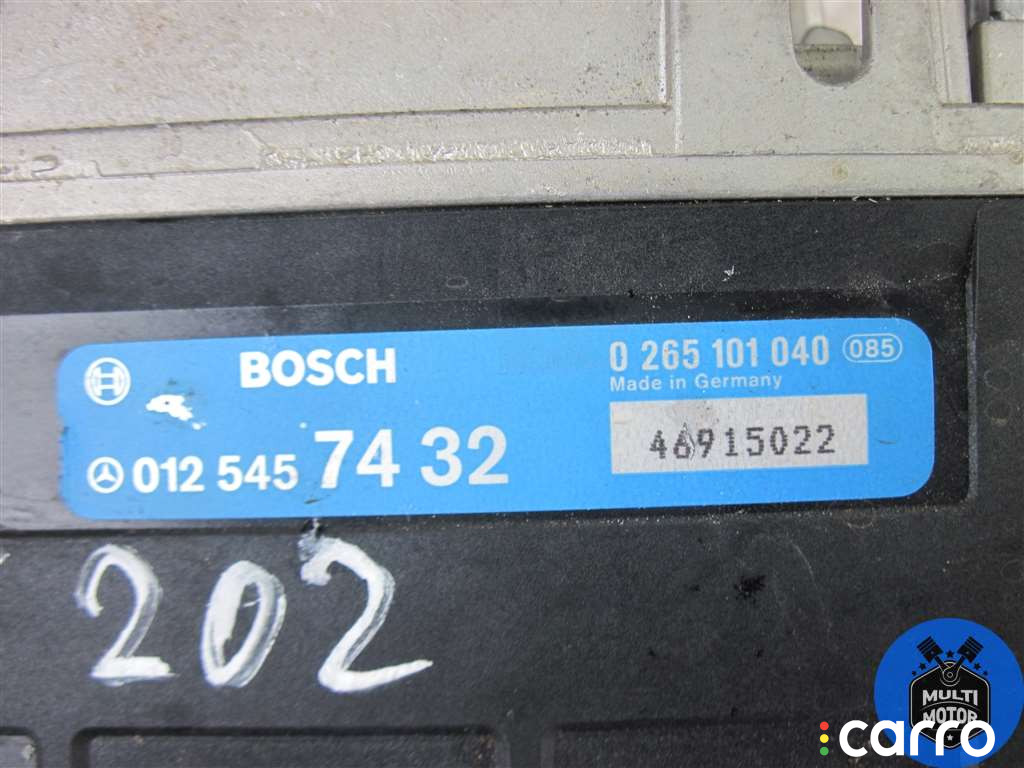 BOSCH
0 265 101 040 085
Made in Germany
012 545 74 32
46915022
202
MULTI
MOTOR
carro